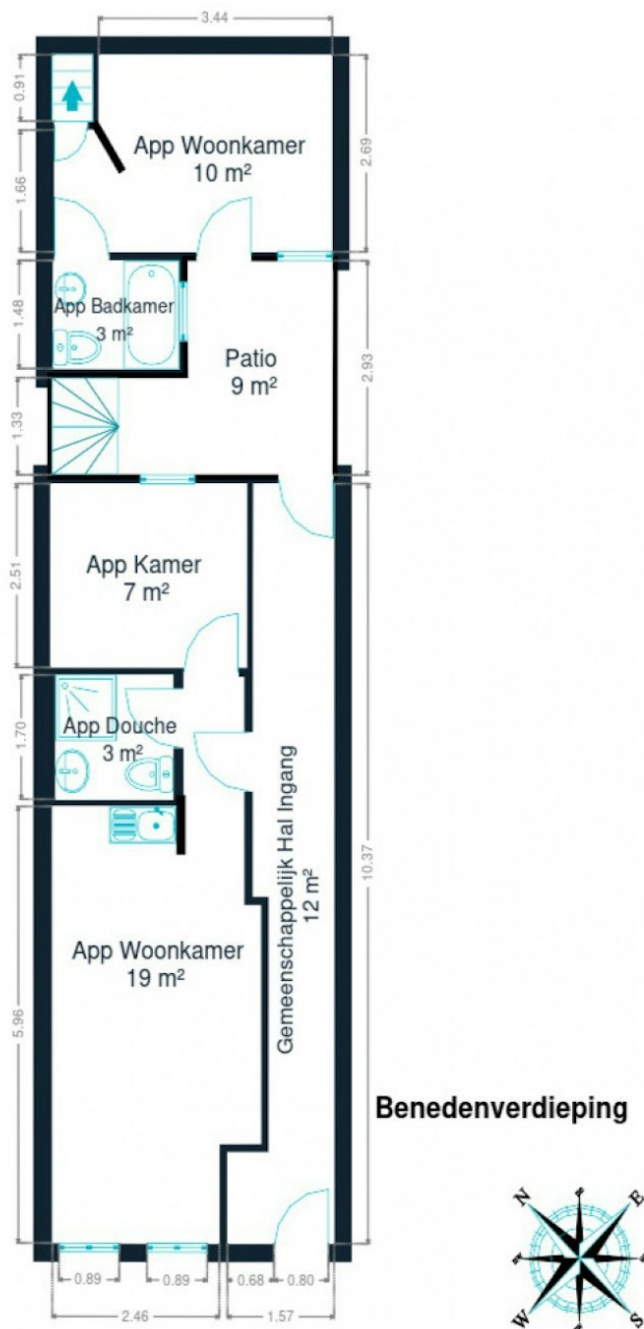 3.44
0.91
App Woonkamer
10 m²
2.69
1.66
App Badkamer
3 m²
1.48
Patio
9 m²
2.93
1.33
App Kamer
7 m²
2.51
App Douche
3 m²
1.70
Gemeenschappelijk Hal Ingang
12 m²
10.37
App Woonkamer
19 m²
5.96
Benedenverdieping
N
E
W
S
0.89
0.89
0.68
0.80
2.46
1.57